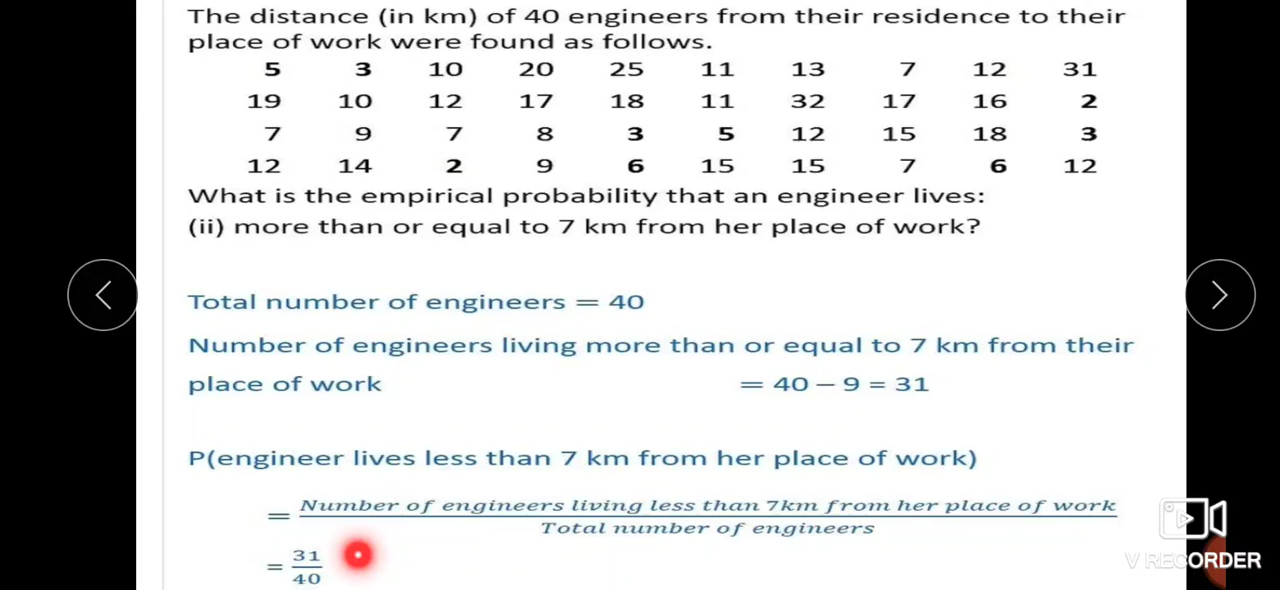 The distance (in km) of 40 engineers from their residence to their
place of work were found as follows.
5 3 10 20 25 11 13 7 12 31
19 10 12 17 18 11 32 17 16 2
7 9 7 8 3 5 12 15 18 3
12 14 2 9 6 15 15 7 6 12
What is the empirical probability that an engineer lives:
(ii) more than or equal to 7 km from her place of work?
Total number of engineers = 40
Number of engineers living more than or equal to 7 km from their
place of work = 40 – 9 = 31
P(engineer lives less than 7 km from her place of work)
= Number of engineers living less than 7km from her place of work
Total number of engineers
= 31
40
V RECORDER